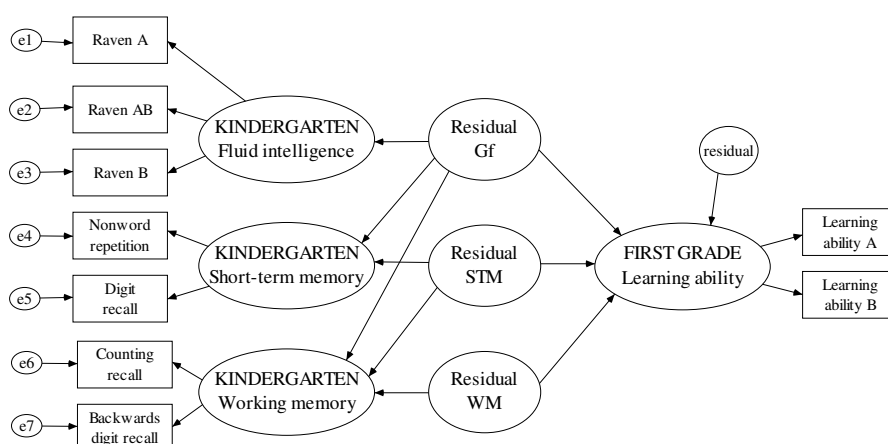 e1
Raven A
e2
Raven AB
e3
Raven B
e4
Nonword
repetition
e5
Digit
recall
e6
Counting
recall
e7
Backwards
digit recall
KINDERGARTEN
Fluid intelligence
KINDERGARTEN
Short-term memory
KINDERGARTEN
Working memory
Residual
Gf
Residual
STM
Residual
WM
residual
FIRST GRADE
Learning ability
Learning
ability A
Learning
ability B